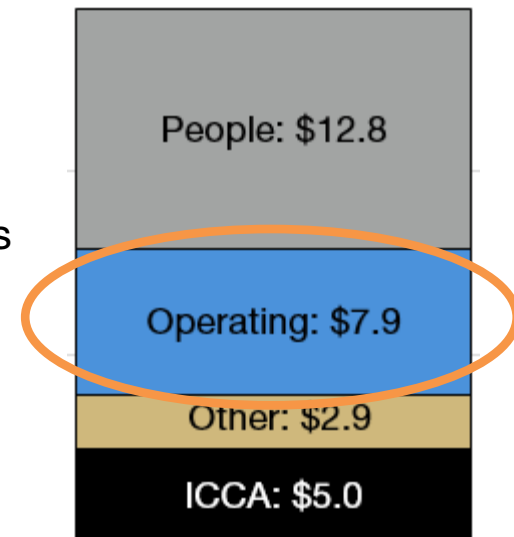 People: $12.8
s
Operating: $7.9
Other: $2.9
ICCA: $5.0